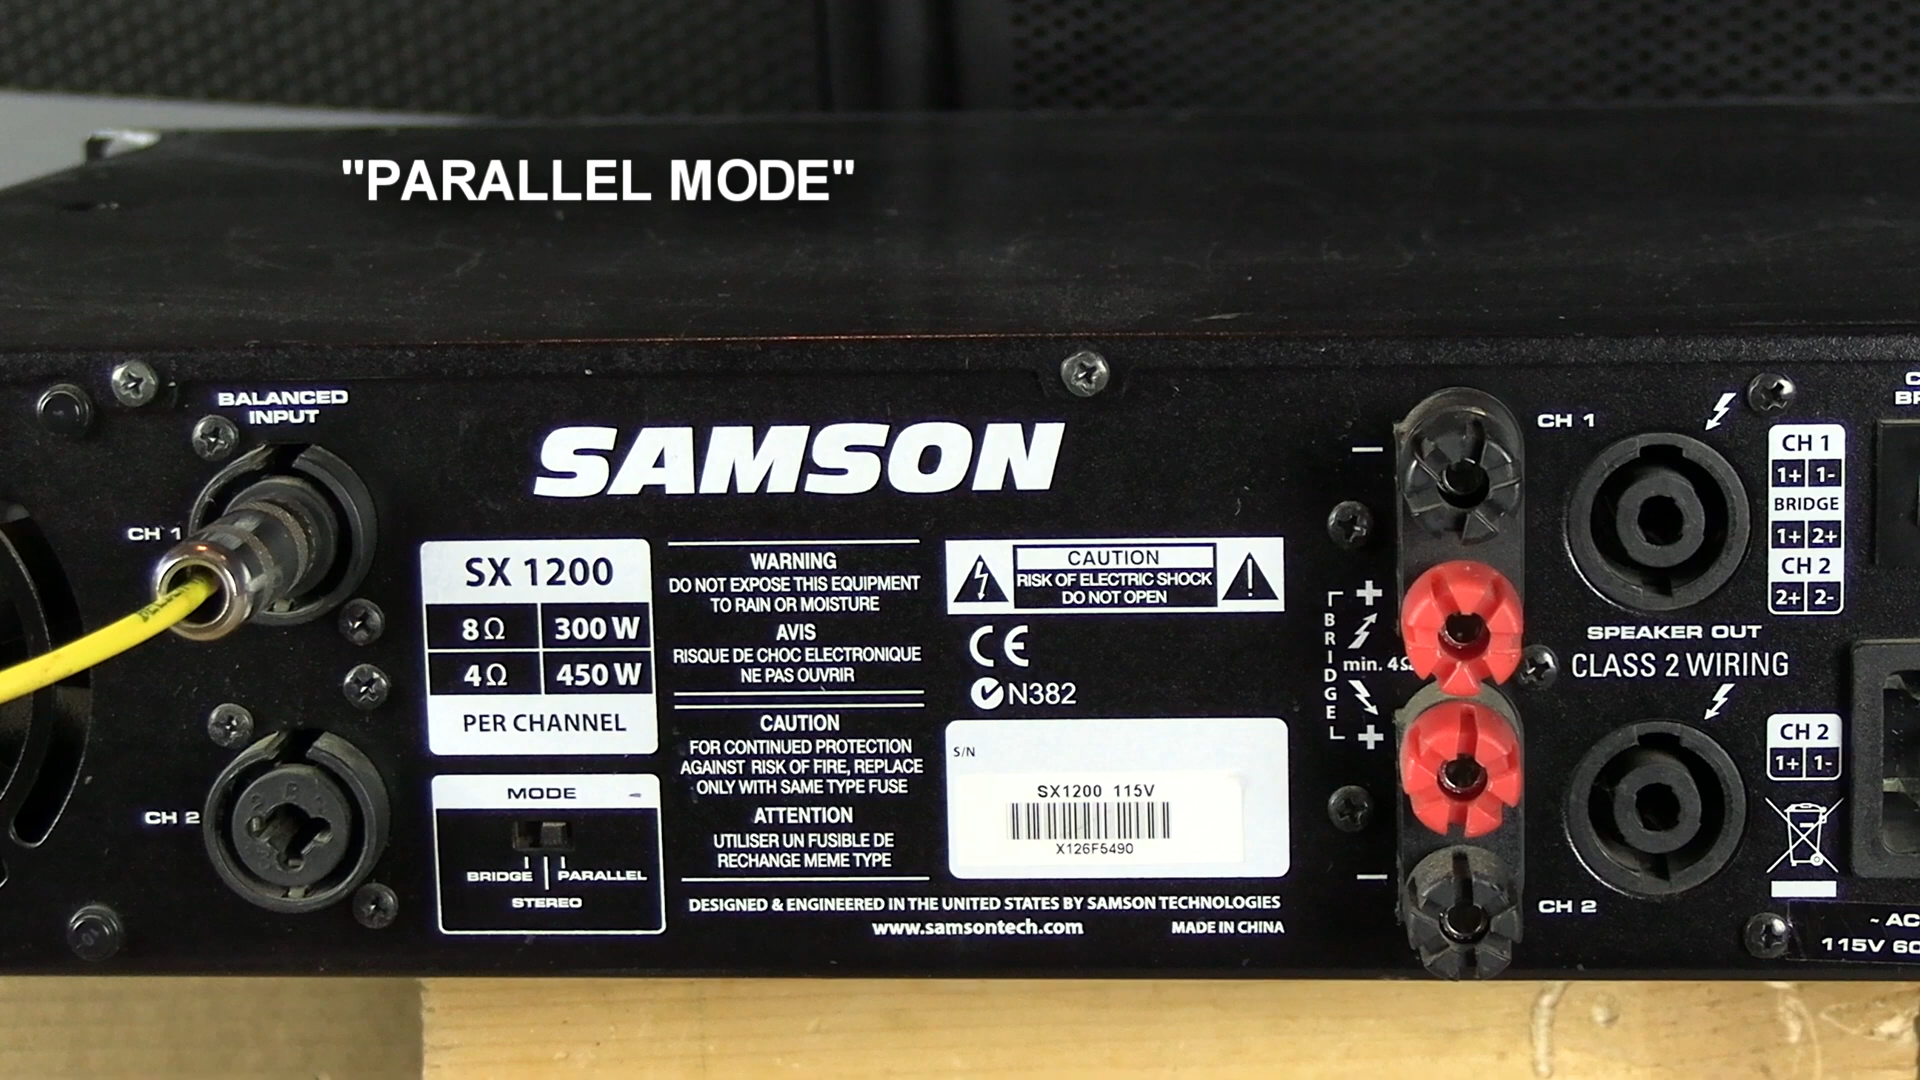 "PARALLEL MODE"
BALANCED
INPUT
CH 1
CH 2
SAMSON
SX 1200
8Ω 300 W
4Ω 450 W
PER CHANNEL
MODE
BRIDGE PARALLEL
STEREO
WARNING
DO NOT EXPOSE THIS EQUIPMENT
TO RAIN OR MOISTURE
AVIS
RISQUE DE CHOC ELECTRONIQUE
NE PAS OUVRIR
CAUTION
FOR CONTINUED PROTECTION
AGAINST RISK OF FIRE, REPLACE
ONLY WITH SAME TYPE FUSE
ATTENTION
UTILISER UN FUSIBLE DE
RECHANGE MEME TYPE
CAUTION
RISK OF ELECTRIC SHOCK
DO NOT OPEN
CE
N382
S/N
SX1200 115V
X126F5490
DESIGNED & ENGINEERED IN THE UNITED STATES BY SAMSON TECHNOLOGIES
www.samsontech.com
MADE IN CHINA
−
+
BRIDGE
min. 4Ω
+
−
CH 1
SPEAKER OUT
CLASS 2 WIRING
CH 2
CH 1
1+ 1-
BRIDGE
1+ 2+
CH 2
2+ 2-
CH 2
1+ 1-
~ AC
115V